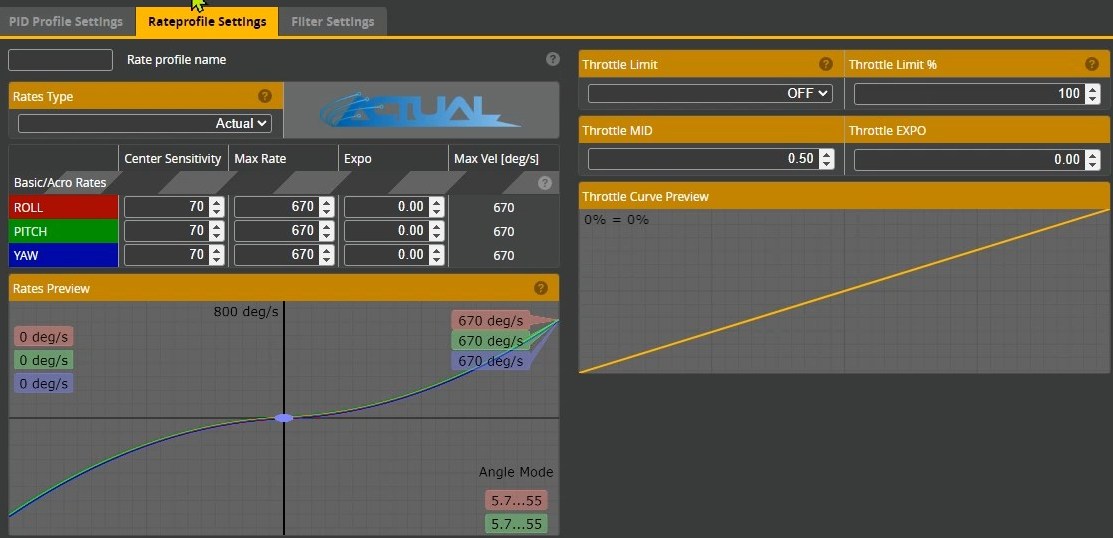 PID Profile Settings Rateprofile Settings Filter Settings
Rate profile name
Rates Type
Actual
ACTUAL
Center Sensitivity Max Rate Expo Max Vel [deg/s]
Basic/Acro Rates
ROLL 70 670 0.00 670
PITCH 70 670 0.00 670
YAW 70 670 0.00 670
Rates Preview
800 deg/s
0 deg/s
0 deg/s
0 deg/s
670 deg/s
670 deg/s
670 deg/s
Angle Mode
5.7...55
5.7...55
Throttle Limit Throttle Limit %
OFF 100
Throttle MID Throttle EXPO
0.50 0.00
Throttle Curve Preview
0% = 0%